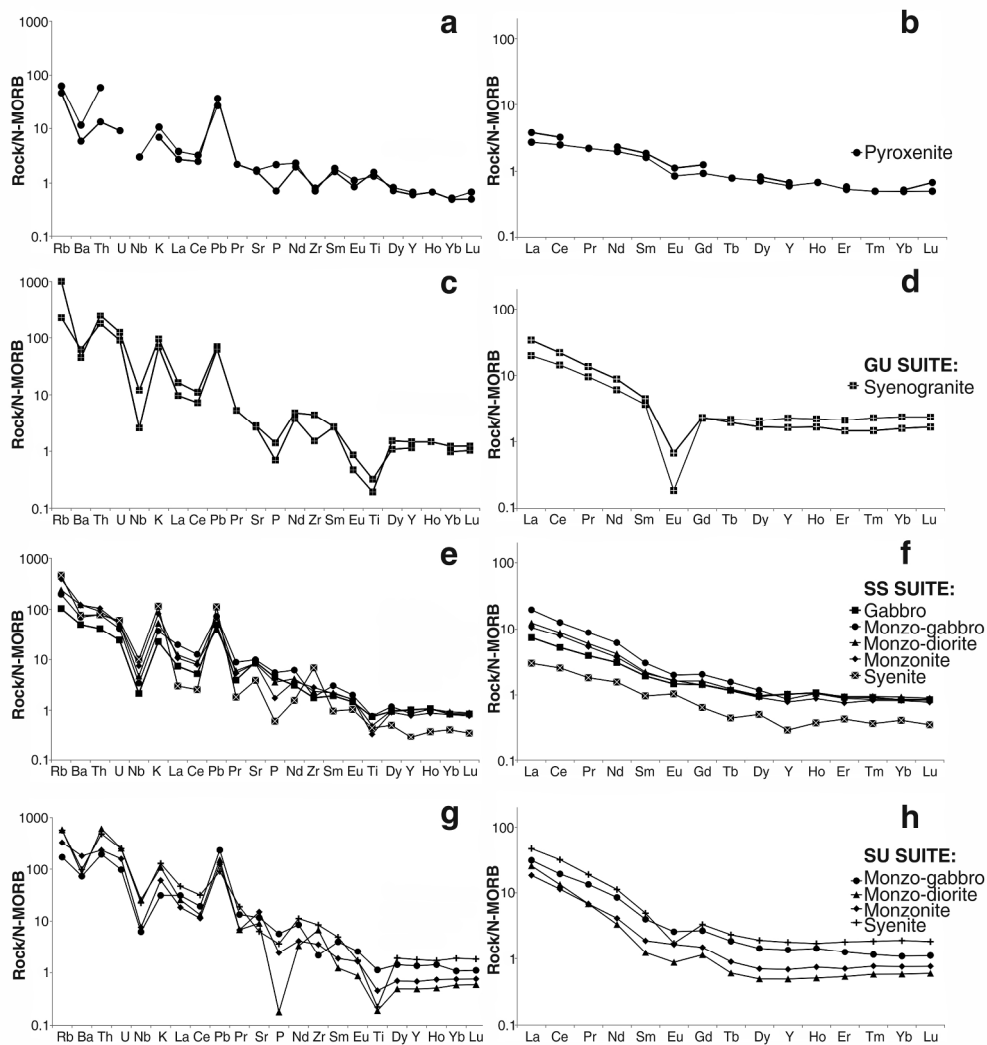 a
1000
100
10
1
0.1
Rock/N-MORB
Rb Ba Th U Nb K La Ce Pb Pr Sr P Nd Zr Sm Eu Ti Dy Y Ho Yb Lu
b
100
10
1
0.1
Rock/N-MORB
Pyroxenite
La Ce Pr Nd Sm Eu Gd Tb Dy Y Ho Er Tm Yb Lu
c
1000
100
10
1
0.1
Rock/N-MORB
Rb Ba Th U Nb K La Ce Pb Pr Sr P Nd Zr Sm Eu Ti Dy Y Ho Yb Lu
d
100
10
1
0.1
Rock/N-MORB
GU SUITE:
Syenogranite
La Ce Pr Nd Sm Eu Gd Tb Dy Y Ho Er Tm Yb Lu
e
1000
100
10
1
0.1
Rock/N-MORB
Rb Ba Th U Nb K La Ce Pb Pr Sr P Nd Zr Sm Eu Ti Dy Y Ho Yb Lu
f
100
10
1
0.1
Rock/N-MORB
SS SUITE:
Gabbro
Monzo-gabbro
Monzo-diorite
Monzonite
Syenite
La Ce Pr Nd Sm Eu Gd Tb Dy Y Ho Er Tm Yb Lu
g
1000
100
10
1
0.1
Rock/N-MORB
Rb Ba Th U Nb K La Ce Pb Pr Sr P Nd Zr Sm Eu Ti Dy Y Ho Yb Lu
h
100
10
1
0.1
Rock/N-MORB
SU SUITE:
Monzo-gabbro
Monzo-diorite
Monzonite
Syenite
La Ce Pr Nd Sm Eu Gd Tb Dy Y Ho Er Tm Yb Lu